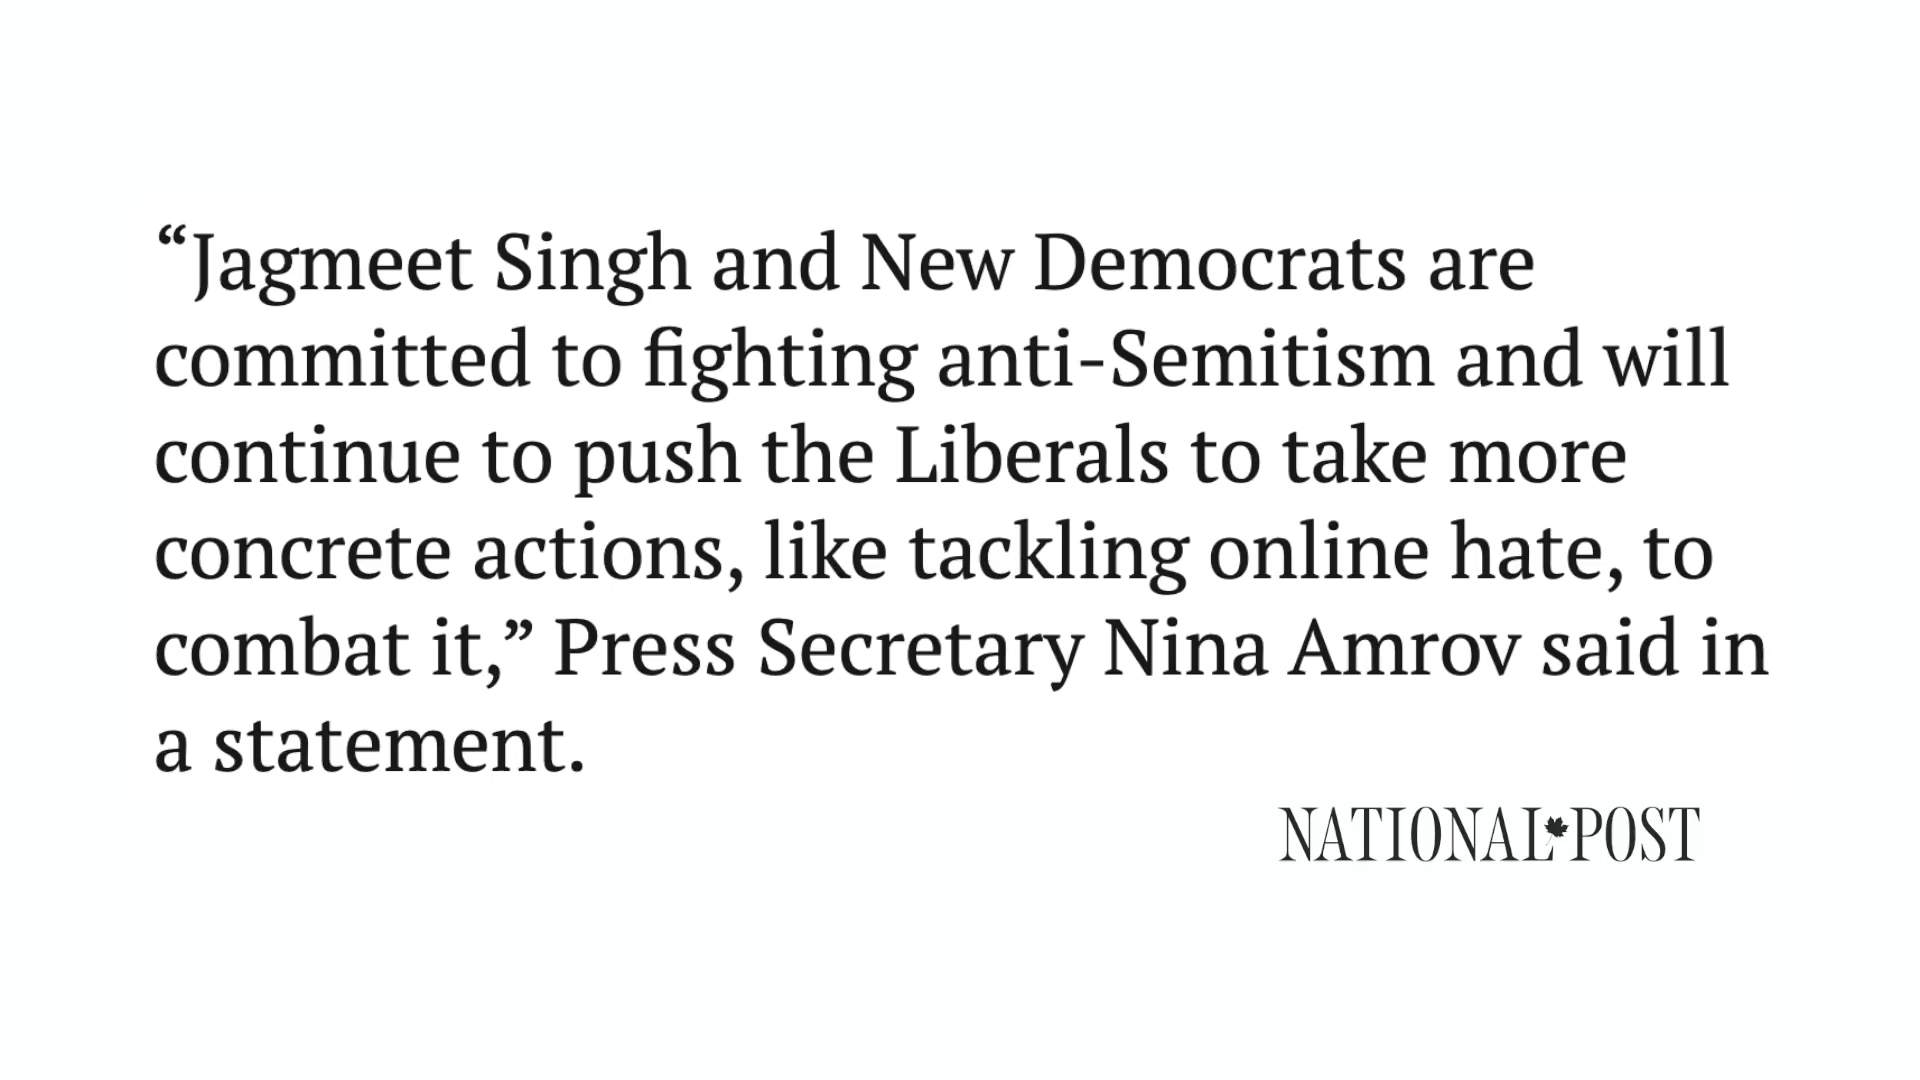 “Jagmeet Singh and New Democrats are
committed to fighting anti-Semitism and will
continue to push the Liberals to take more
concrete actions, like tackling online hate, to
combat it,” Press Secretary Nina Amrov said in
a statement.
NATIONAL POST